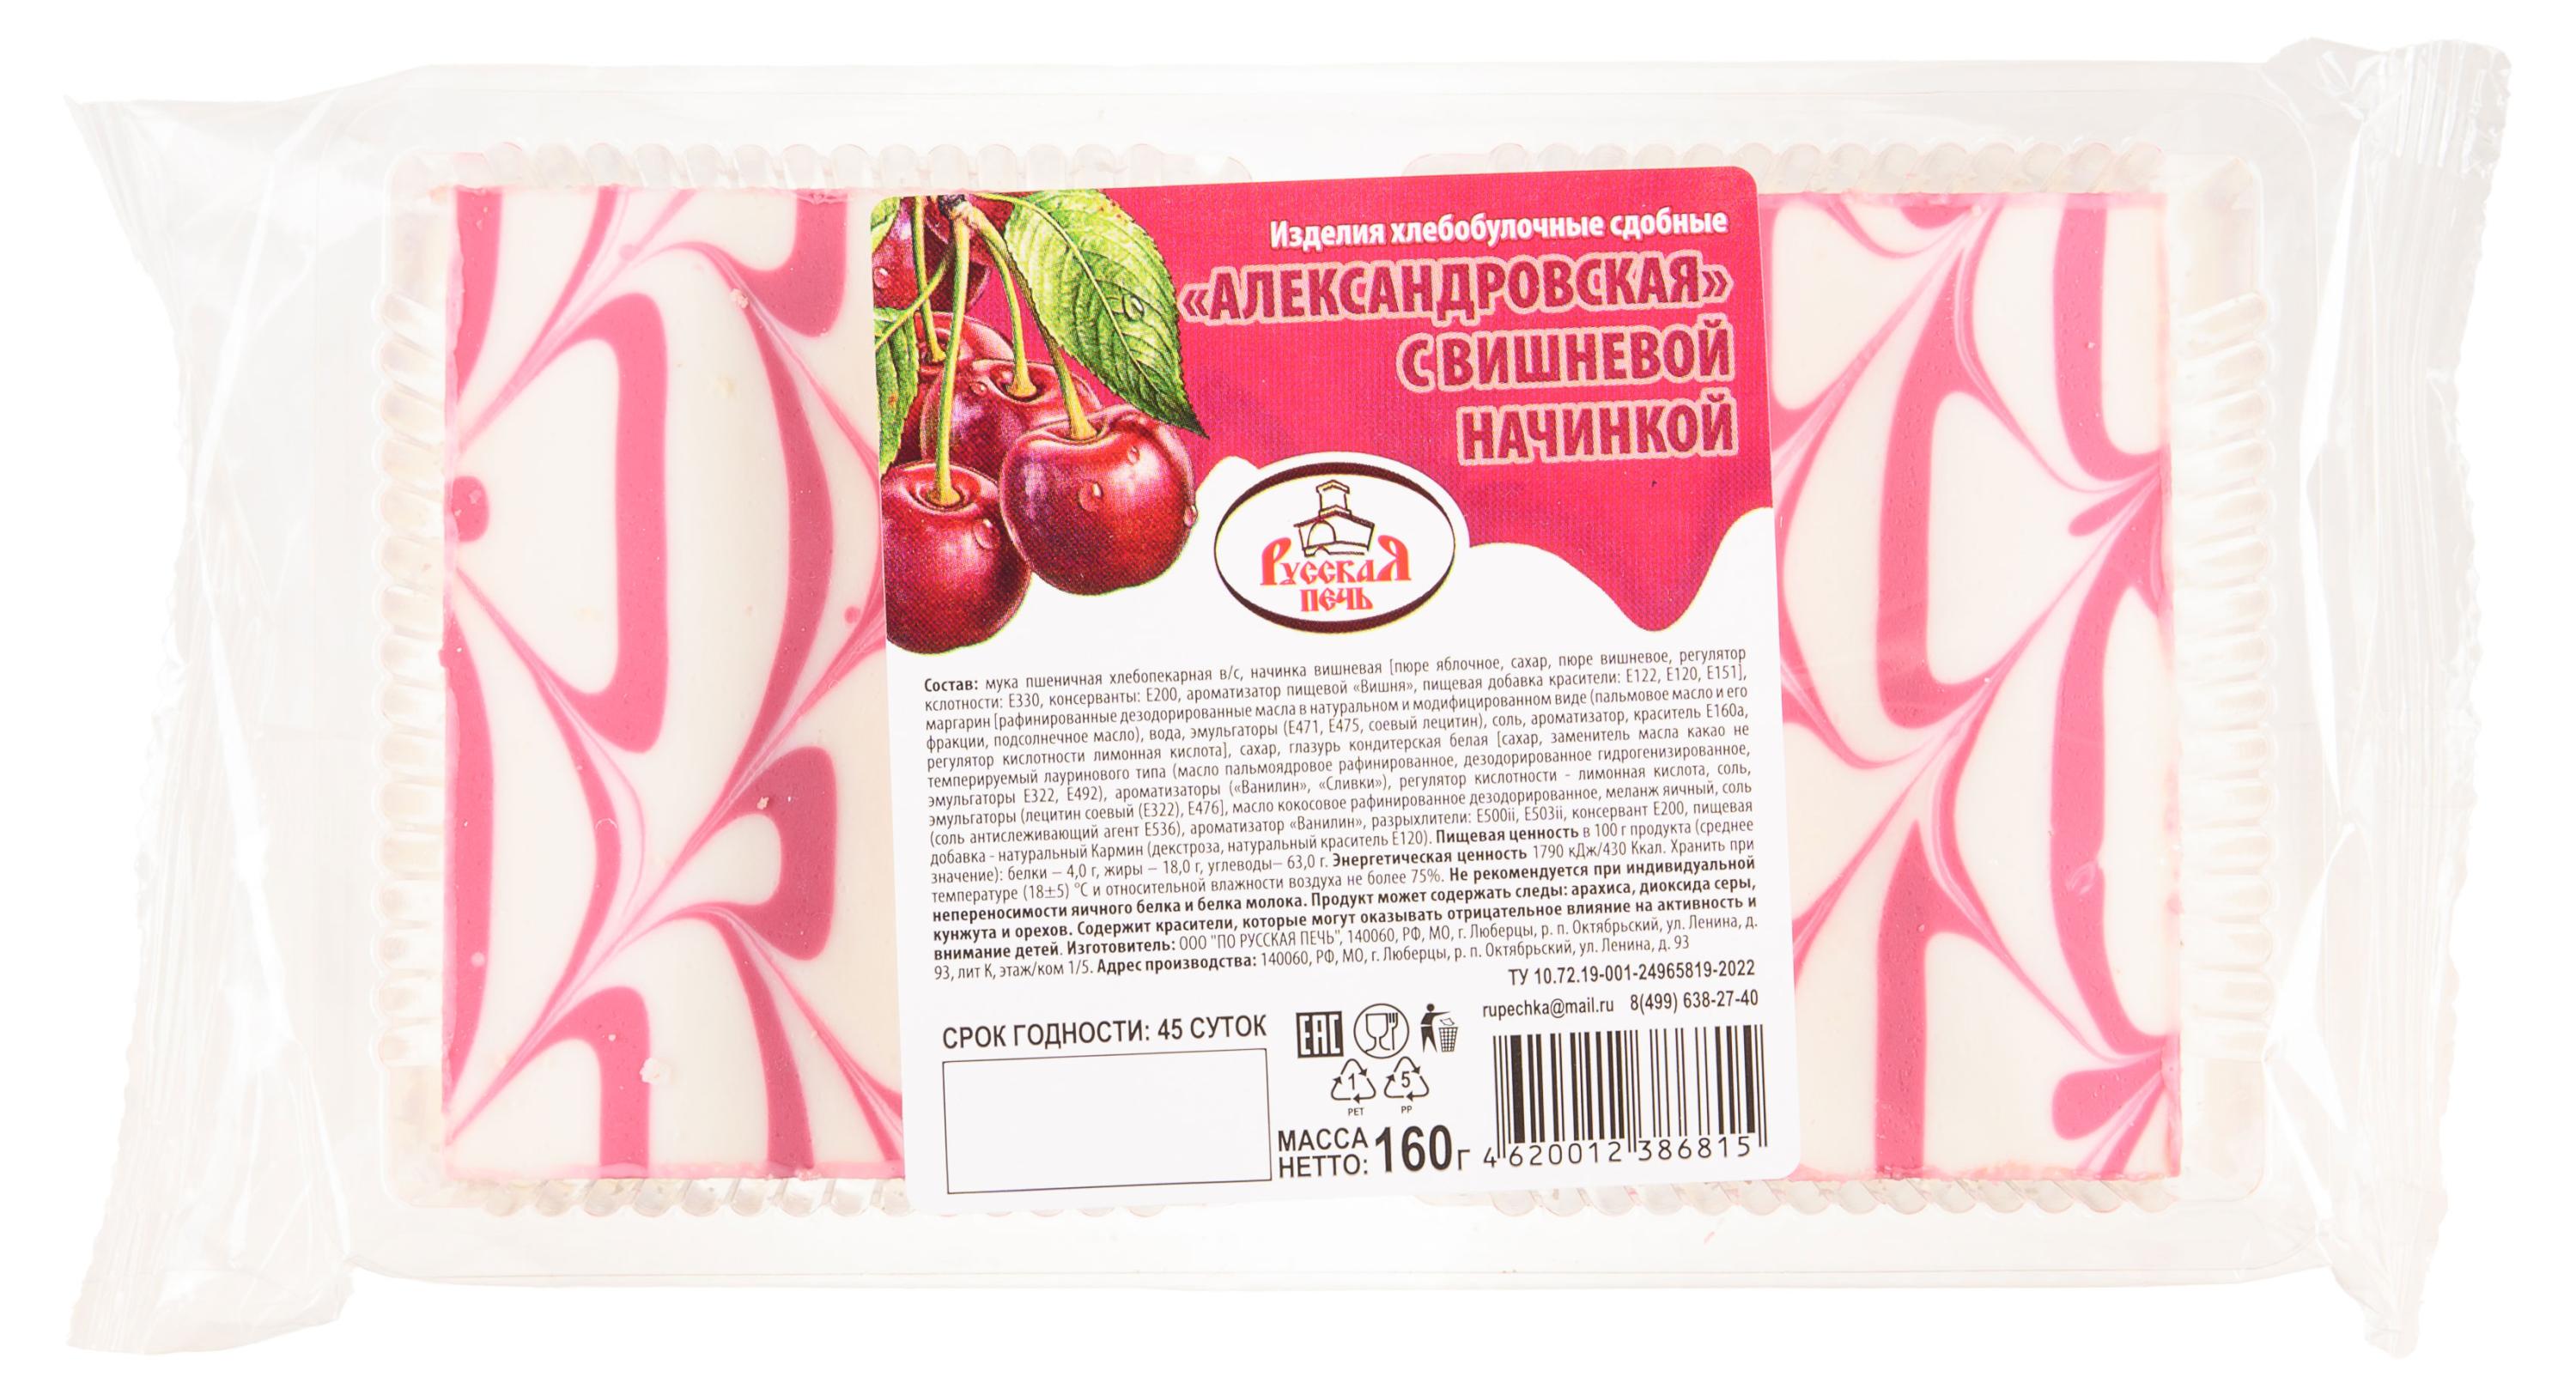 Изделия хлебобулочные сдобные
«АЛЕКСАНДРОВСКАЯ»
С ВИШНЕВОЙ
НАЧИНКОЙ
РУССКАЯ
ПЕЧЬ
Состав: мука пшеничная хлебопекарная в/с, начинка вишневая [пюре яблочное, сахар, пюре вишневое, регулятор
кслотности: Е330, консерванты: Е200, ароматизатор пищевой «Вишня», пищевая добавка красители: Е122, Е120, Е151],
маргарин [рафинированные дезодорированные масла в натуральном и модифицированном виде (пальмовое масло и его
фракции, подсолнечное масло), вода, эмульгаторы (Е471, Е475, соевый лецитин), соль, ароматизатор, краситель Е160а,
регулятор кислотности лимонная кислота], сахар, глазурь кондитерская белая [сахар, заменитель масла какао не
темперируемый лауринового типа (масло пальмоядровое рафинированное, дезодорированное гидрогенизированное,
эмульгаторы Е322, Е492), ароматизаторы («Ванилин», «Сливки»), регулятор кислотности - лимонная кислота, соль,
эмульгаторы (лецитин соевый (Е322), Е476], масло кокосовое рафинированное дезодорированное, меланж яичный, соль
(соль антислеживающий агент Е536), ароматизатор «Ванилин», разрыхлители: Е500ii, Е503ii, консервант Е200, пищевая
добавка - натуральный Кармин (декстроза, натуральный краситель Е120). Пищевая ценность в 100 г продукта (среднее
значение): белки – 4,0 г, жиры – 18,0 г, углеводы– 63,0 г. Энергетическая ценность 1790 кДж/430 Ккал. Хранить при
температуре (18±5) °С и относительной влажности воздуха не более 75%. Не рекомендуется при индивидуальной
непереносимости яичного белка и белка молока. Продукт может содержать следы: арахиса, диоксида серы,
кунжута и орехов. Содержит красители, которые могут оказывать отрицательное влияние на активность и
внимание детей. Изготовитель: ООО "ПО РУССКАЯ ПЕЧЬ", 140060, РФ, МО, г. Люберцы, р. п. Октябрьский, ул. Ленина, д.
93, лит К, этаж/ком 1/5. Адрес производства: 140060, РФ, МО, г. Люберцы, р. п. Октябрьский, ул. Ленина, д. 93
ТУ 10.72.19-001-24965819-2022
rupechka@mail.ru 8(499) 638-27-40
СРОК ГОДНОСТИ: 45 СУТОК
ЕАС
1 5
PET PP
МАССА
НЕТТО: 160г
4 620012 386815